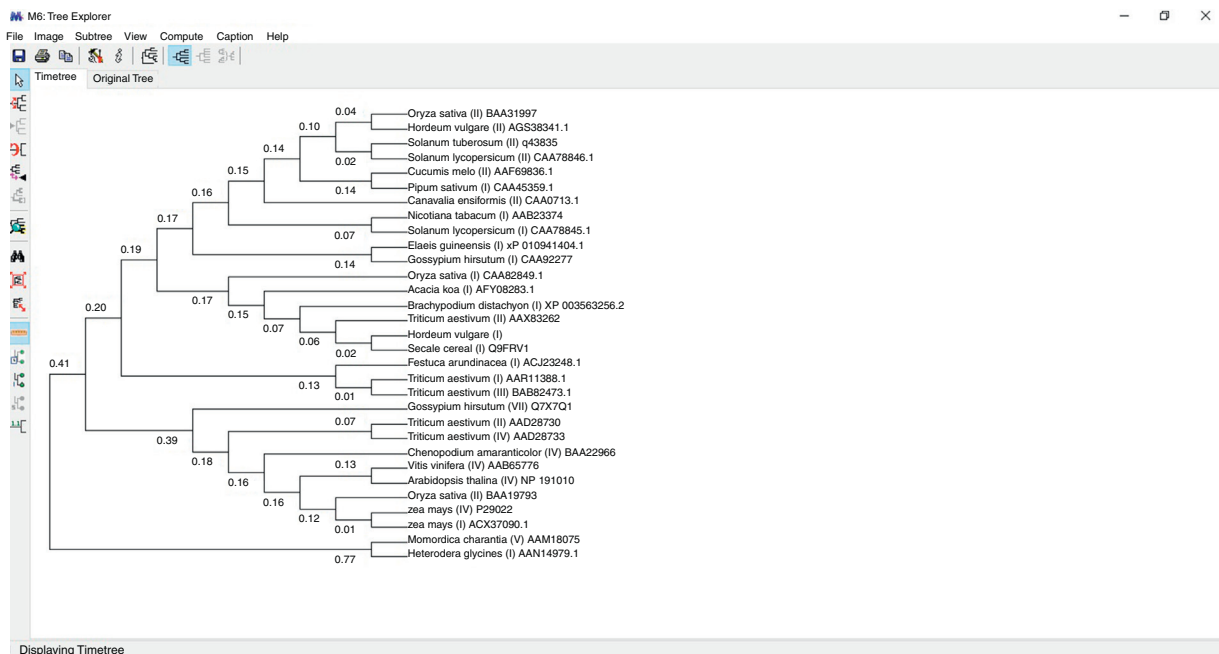 M6: Tree Explorer
File Image Subtree View Compute Caption Help
Timetree Original Tree
0.04
Oryza sativa (II) BAA31997
0.10
Hordeum vulgare (II) AGS38341.1
0.14
Solanum tuberosum (II) q43835
0.02
Solanum lycopersicum (II) CAA78846.1
0.15
Cucumis melo (II) AAF69836.1
0.14
Pipum sativum (I) CAA45359.1
0.16
Canavalia ensiformis (II) CAA0713.1
0.17
Nicotiana tabacum (I) AAB23374
0.07
Solanum lycopersicum (I) CAA78845.1
0.19
Elaeis guineensis (I) xP 010941404.1
0.14
Gossypium hirsutum (I) CAA92277
Oryza sativa (I) CAA82849.1
0.17
Acacia koa (I) AFY08283.1
0.20
0.15
Brachypodium distachyon (I) XP 003563256.2
0.07
Triticum aestivum (II) AAX83262
0.06
Hordeum vulgare (I)
0.02
Secale cereal (I) Q9FRV1
0.41
Festuca arundinacea (I) ACJ23248.1
0.13
Triticum aestivum (I) AAR11388.1
0.01
Triticum aestivum (III) BAB82473.1
Gossypium hirsutum (VII) Q7X7Q1
0.07
Triticum aestivum (II) AAD28730
0.39
Triticum aestivum (IV) AAD28733
0.18
Chenopodium amaranticolor (IV) BAA22966
0.13
Vitis vinifera (IV) AAB65776
0.16
Arabidopsis thalina (IV) NP 191010
0.16
Oryza sativa (II) BAA19793
0.12
zea mays (IV) P29022
0.01
zea mays (I) ACX37090.1
Momordica charantia (V) AAM18075
0.77
Heterodera glycines (I) AAN14979.1
Displaying Timetree